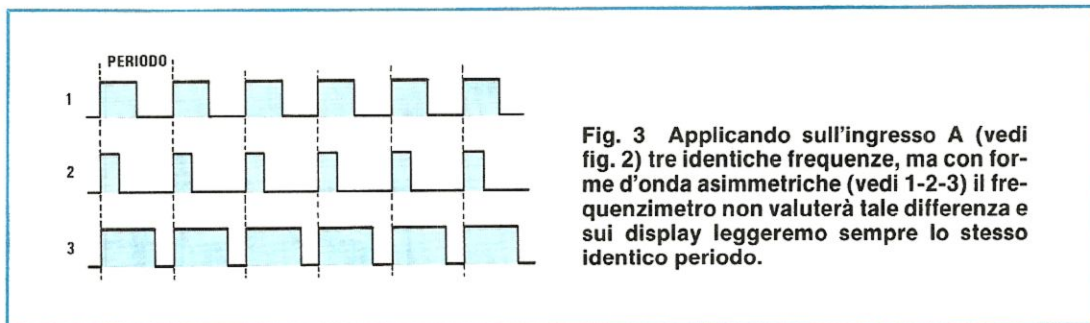 PERIODO
1
2
3
Fig. 3 Applicando sull'ingresso A (vedi
fig. 2) tre identiche frequenze, ma con for-
me d'onda asimmetriche (vedi 1-2-3) il fre-
quenzimetro non valuterà tale differenza e
sui display leggeremo sempre lo stesso
identico periodo.